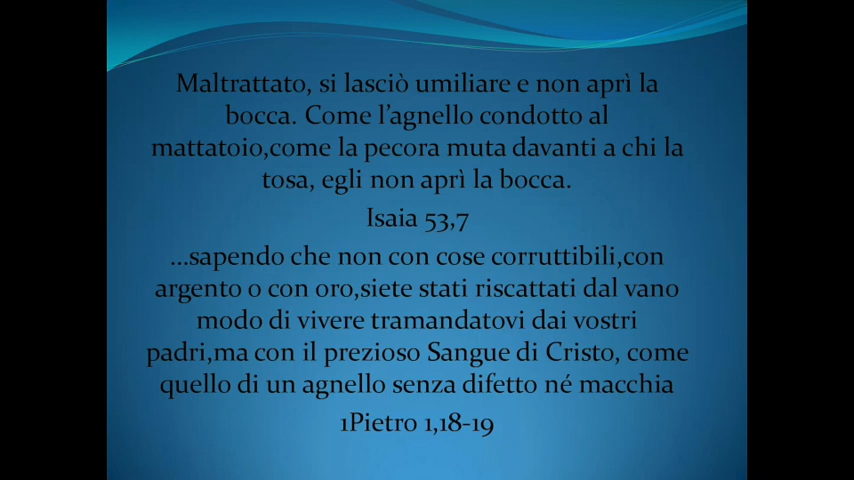 Maltrattato, si lasciò umiliare e non aprì la
bocca. Come l’agnello condotto al
mattatoio,come la pecora muta davanti a chi la
tosa, egli non aprì la bocca.
Isaia 53,7
...sapendo che non con cose corruttibili,con
argento o con oro,siete stati riscattati dal vano
modo di vivere tramandatovi dai vostri
padri,ma con il prezioso Sangue di Cristo, come
quello di un agnello senza difetto né macchia
1Pietro 1,18-19